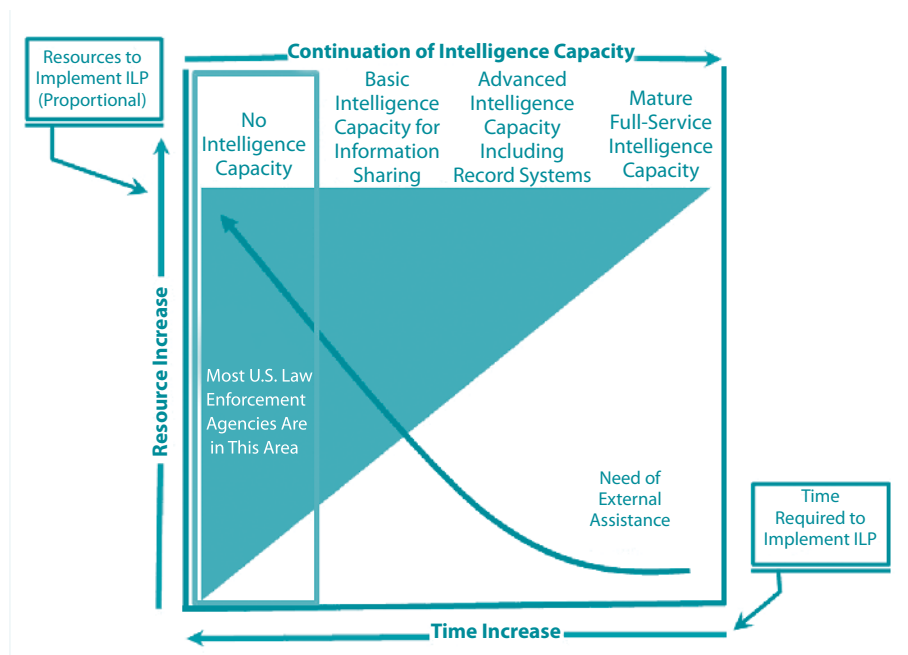 Continuation of Intelligence Capacity
Resources to
Implement ILP
(Proportional)
No
Intelligence
Capacity
Basic
Intelligence
Capacity for
Information
Sharing
Advanced
Intelligence
Capacity
Including
Record Systems
Mature
Full-Service
Intelligence
Capacity
Resource Increase
Most U.S. Law
Enforcement
Agencies Are
in This Area
Need of
External
Assistance
Time
Required to
Implement ILP
Time Increase